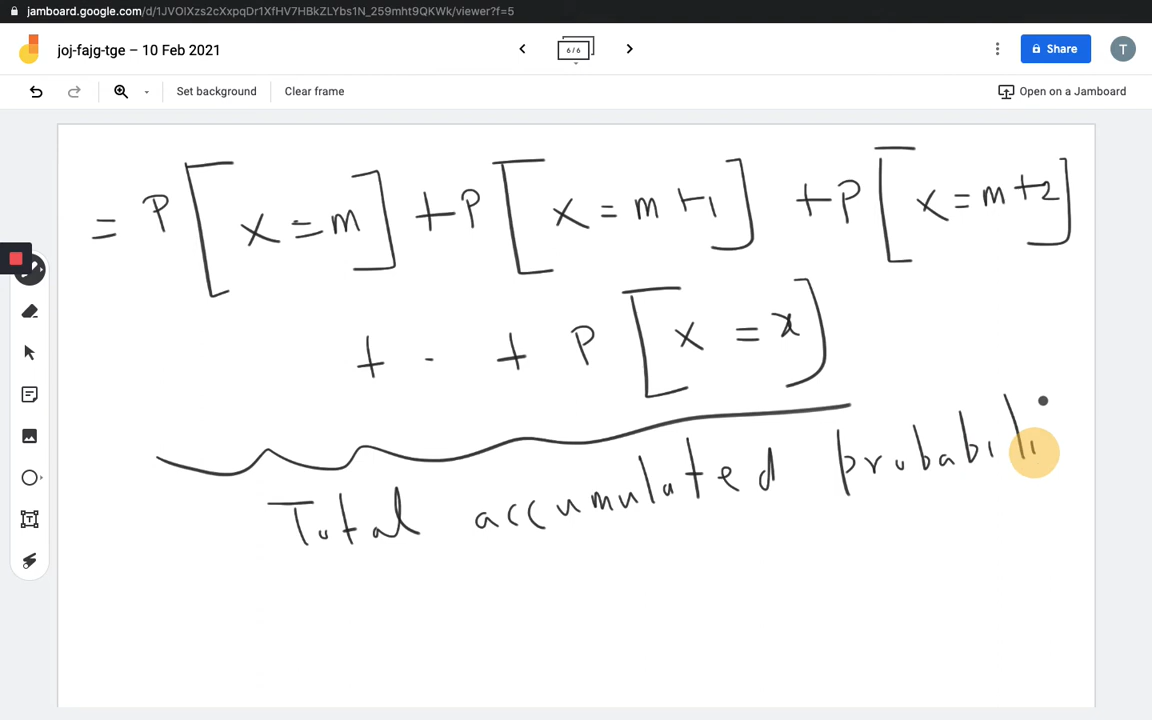 jamboard.google.com/d/1JVOlXzs2cXxpqDr1XfHV7HBkZLYbs1N_259mht9QKWk/viewer?f=5
joj-fajg-tge – 10 Feb 2021
6/6
Share
T
Set background
Clear frame
Open on a Jamboard
= P[X=m] + P[X=m+1] + P[X=m+2]
+ - + P[X=x]
Total accumulated probabili